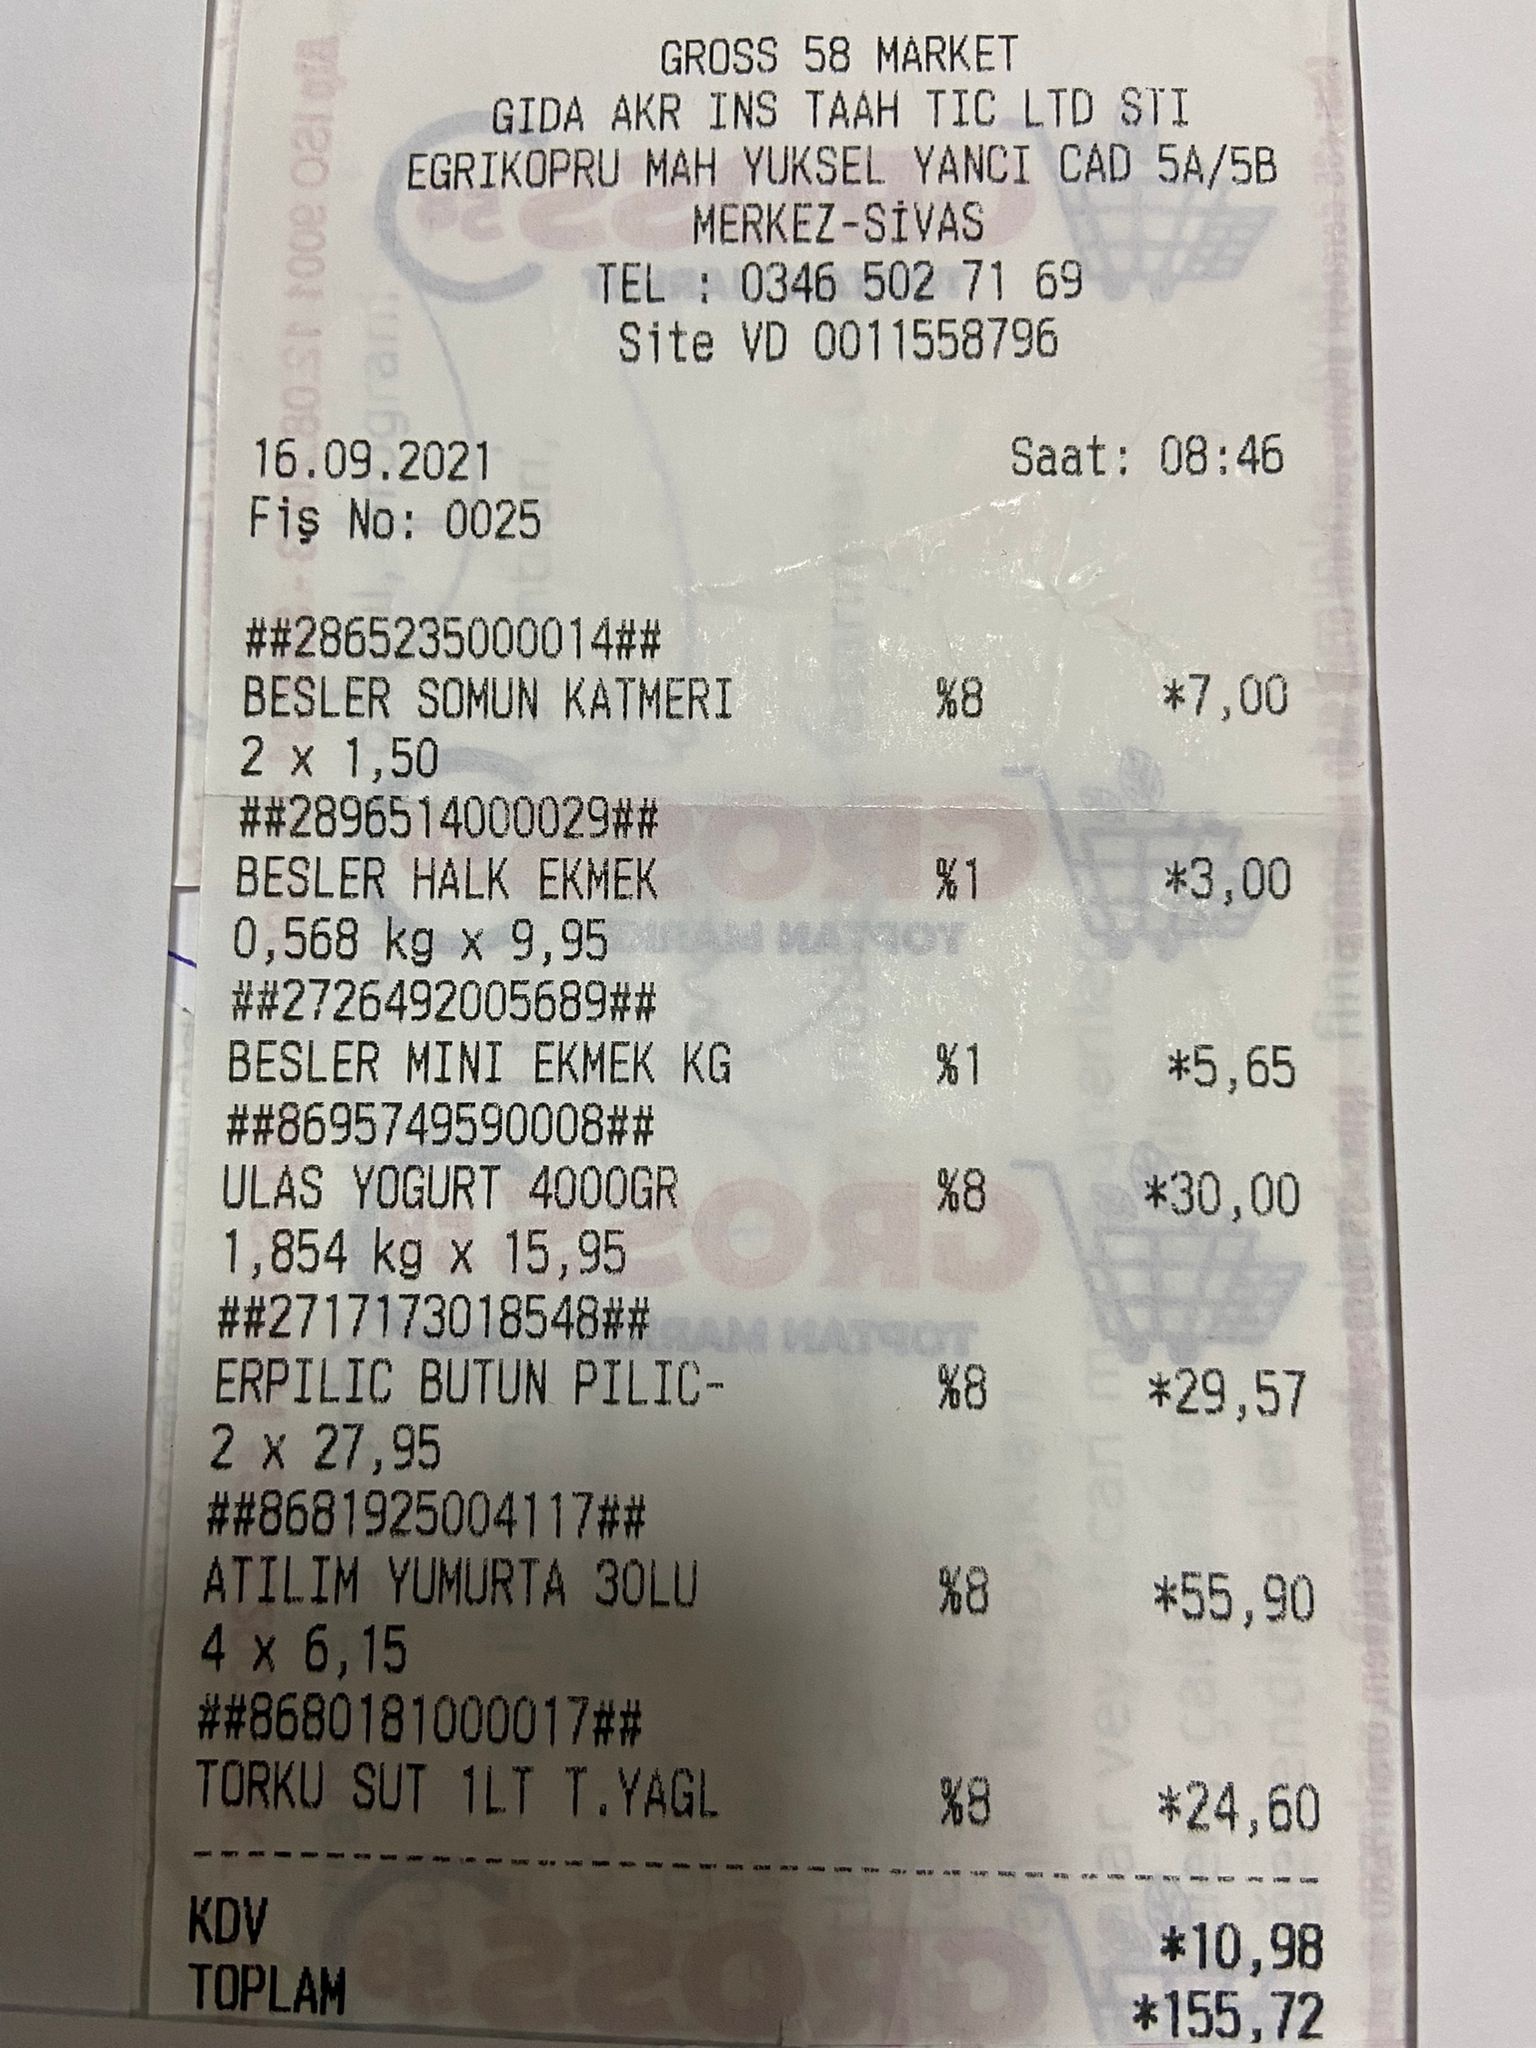 GROSS 58 MARKET
GIDA AKR INS TAAH TIC LTD STI
EGRIKOPRU MAH YUKSEL YANCI CAD 5A/5B
MERKEZ-SİVAS
TEL : 0346 502 71 69
Site VD 0011558796
16.09.2021 Saat: 08:46
Fiş No: 0025
##2865235000014##
BESLER SOMUN KATMERI %8 *7,00
2 x 1,50
##2896514000029##
BESLER HALK EKMEK %1 *3,00
0,568 kg x 9,95
##2726492005689##
BESLER MINI EKMEK KG %1 *5,65
##8695749590008##
ULAS YOGURT 4000GR %8 *30,00
1,854 kg x 15,95
##2717173018548##
ERPILIC BUTUN PILIC- %8 *29,57
2 x 27,95
##8681925004117##
ATILIM YUMURTA 30LU %8 *55,90
4 x 6,15
##8680181000017##
TORKU SUT 1LT T.YAGL %8 *24,60
KDV *10,98
TOPLAM *155,72